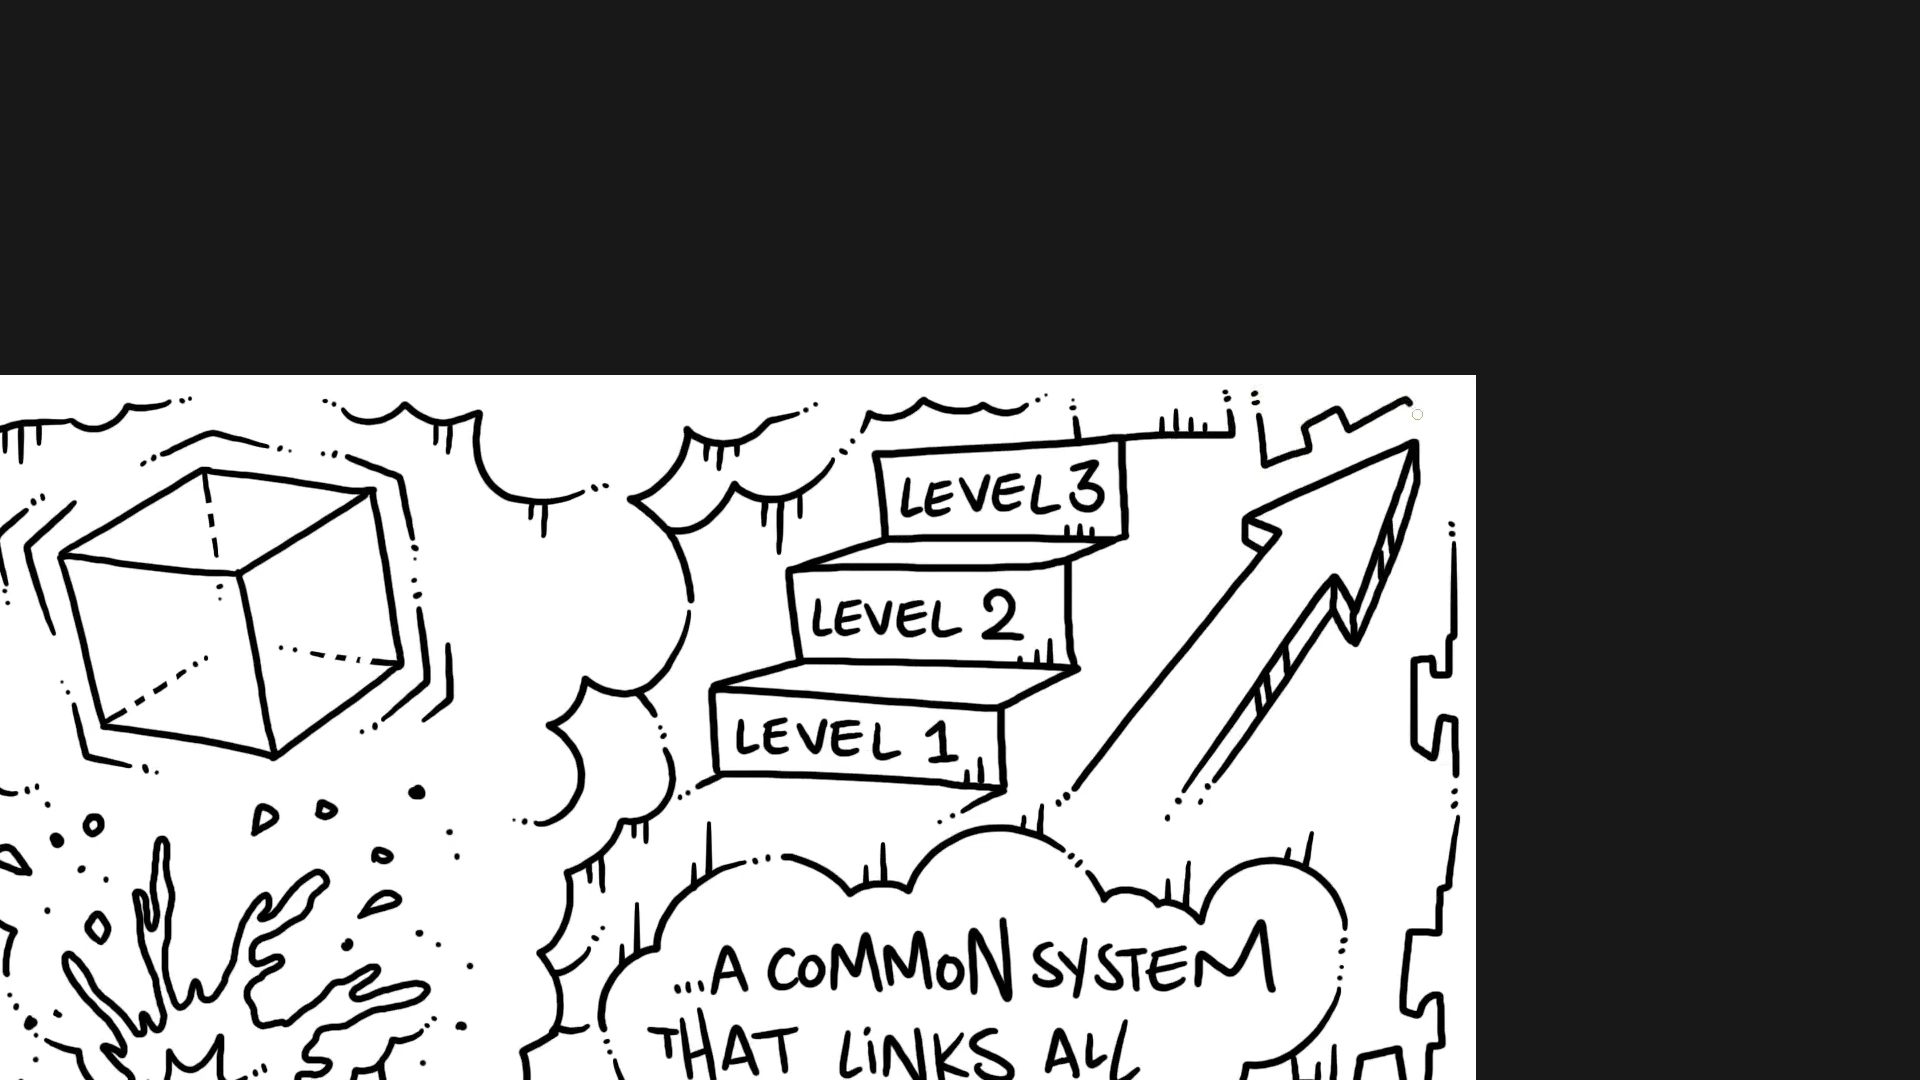 LEVEL 3
LEVEL 2
LEVEL 1
...A COMMON SYSTEM
THAT LINKS ALL